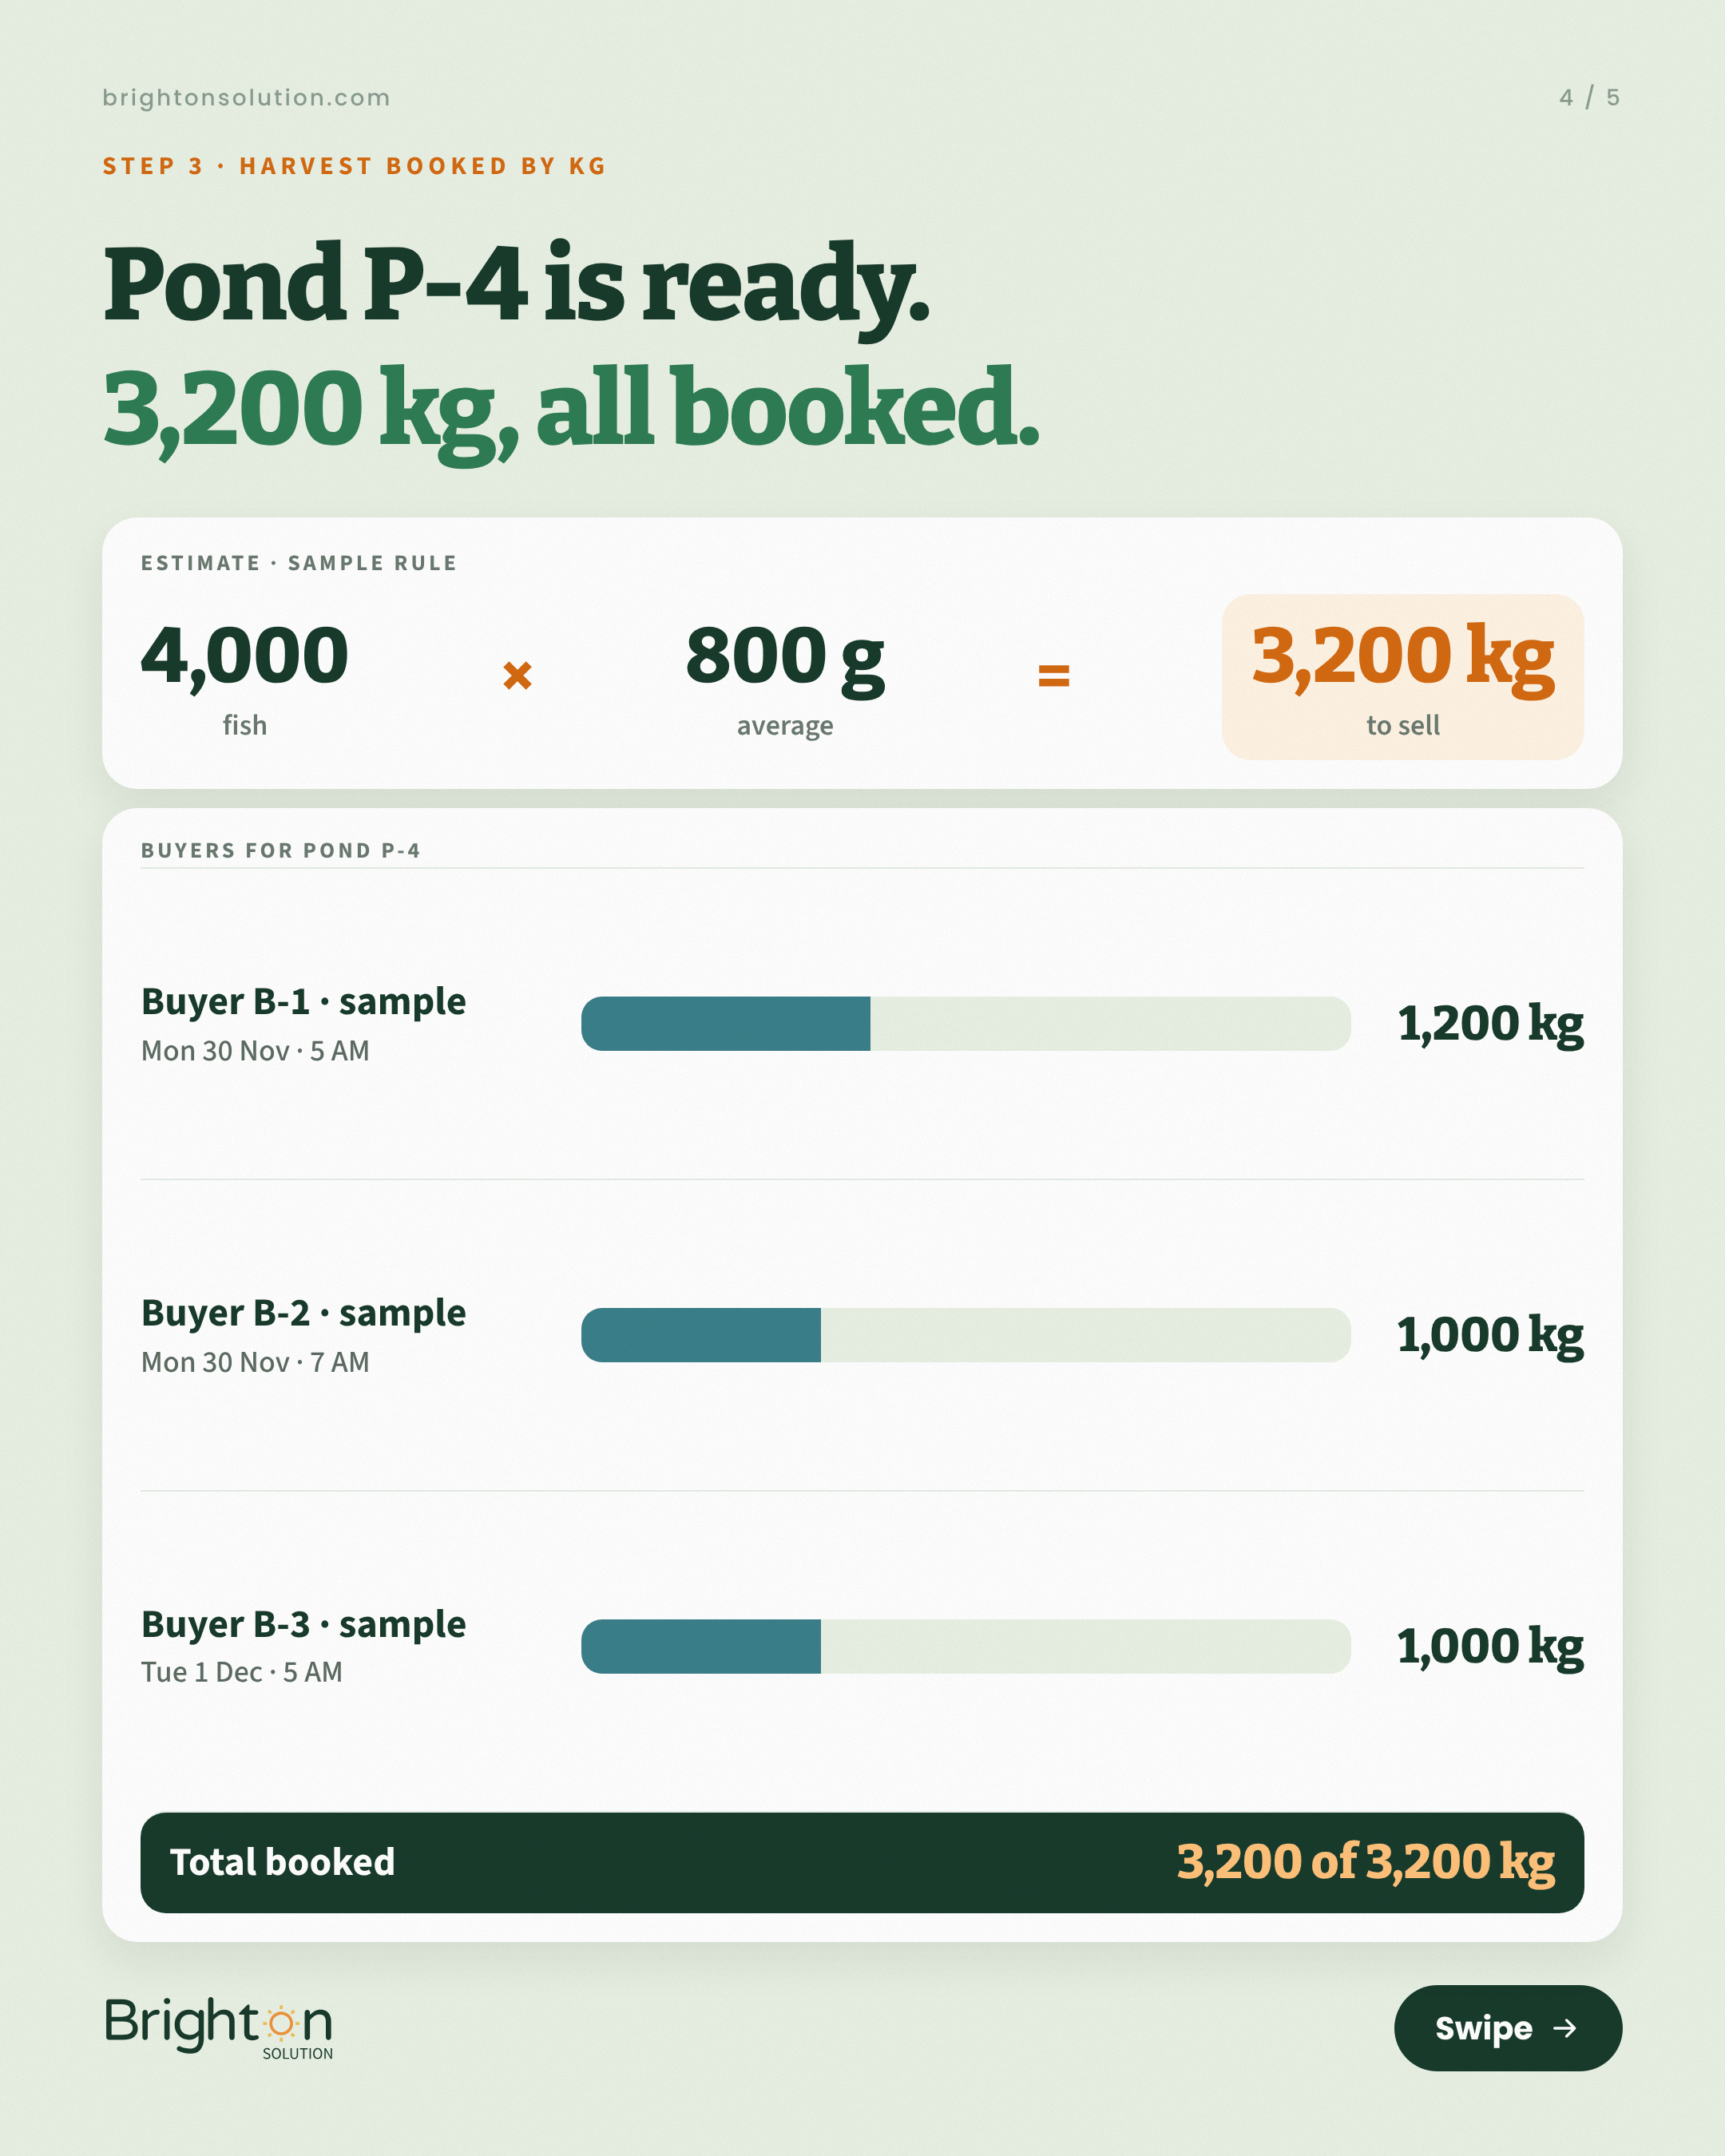 brightonsolution.com
4 / 5
STEP 3 · HARVEST BOOKED BY KG
Pond P-4 is ready.
3,200 kg, all booked.
ESTIMATE · SAMPLE RULE
4,000 × 800 g = 3,200 kg
fish average to sell
BUYERS FOR POND P-4
Buyer B-1 · sample
Mon 30 Nov · 5 AM
1,200 kg
Buyer B-2 · sample
Mon 30 Nov · 7 AM
1,000 kg
Buyer B-3 · sample
Tue 1 Dec · 5 AM
1,000 kg
Total booked 3,200 of 3,200 kg
Brighton
SOLUTION
Swipe →